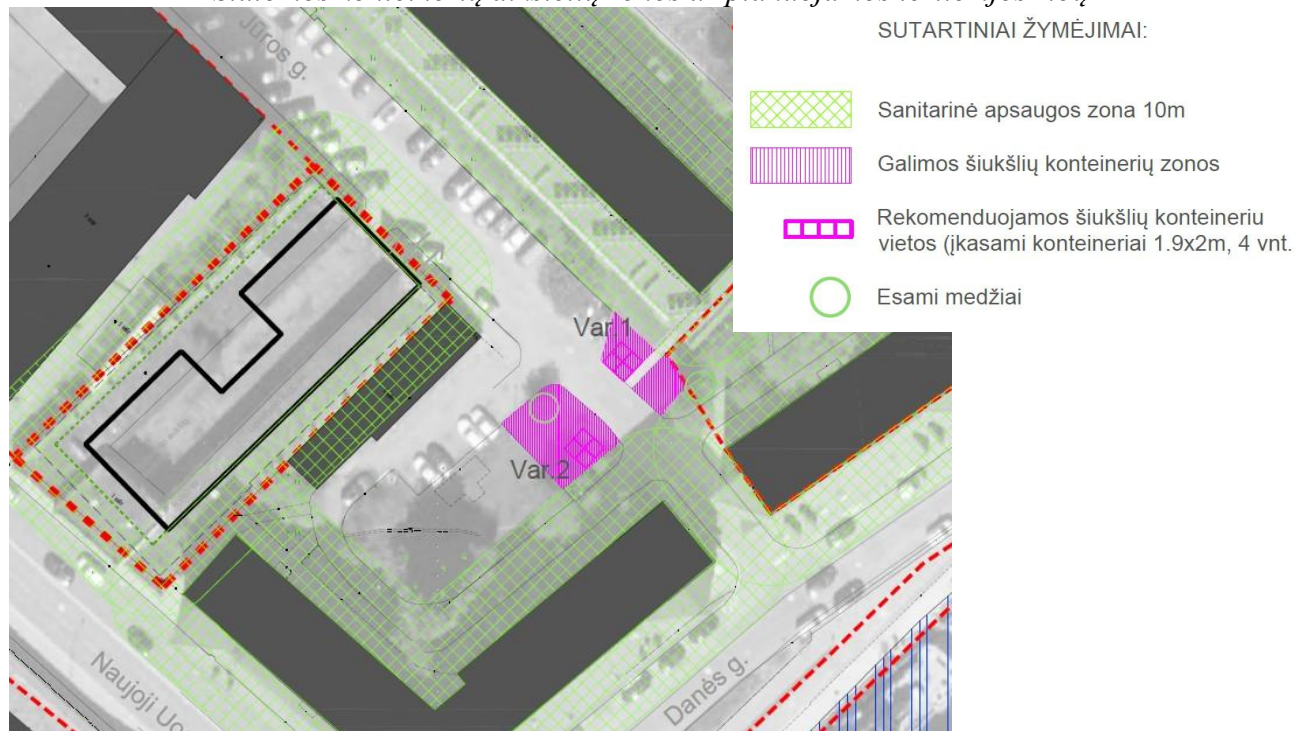 SUTARTINIAI ŽYMĖJIMAI:
Sanitarinė apsaugos zona 10m
Galimos šiukšlių konteinerių zonos
Rekomenduojamos šiukšlių konteineriu
vietos (įkasami konteineriai 1.9x2m, 4 vnt.
Esami medžiai
Jūros g.
Var.1
Var.2
Naujoji Uo
Danės g.